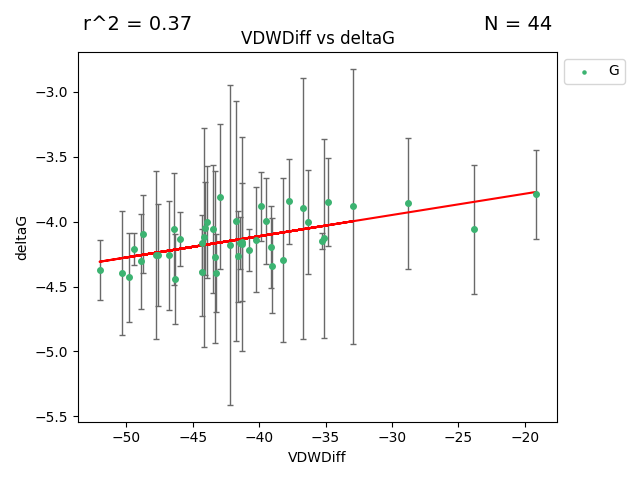 r^2 = 0.37
N = 44
VDWDiff vs deltaG
G
−3.0
−3.5
−4.0
−4.5
−5.0
−5.5
deltaG
−50
−45
−40
−35
−30
−25
−20
VDWDiff